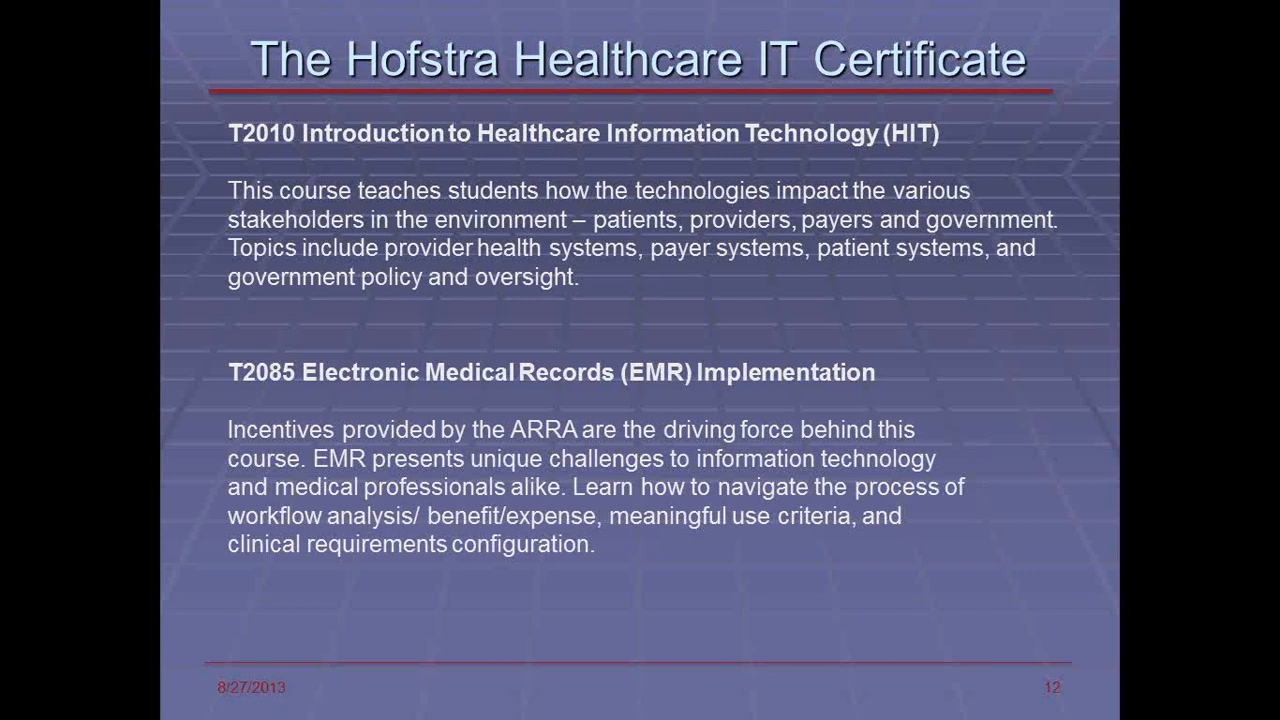 The Hofstra Healthcare IT Certificate
T2010 Introduction to Healthcare Information Technology (HIT)
This course teaches students how the technologies impact the various
stakeholders in the environment – patients, providers, payers and government.
Topics include provider health systems, payer systems, patient systems, and
government policy and oversight.
T2085 Electronic Medical Records (EMR) Implementation
Incentives provided by the ARRA are the driving force behind this
course. EMR presents unique challenges to information technology
and medical professionals alike. Learn how to navigate the process of
workflow analysis/ benefit/expense, meaningful use criteria, and
clinical requirements configuration.
8/27/2013
12